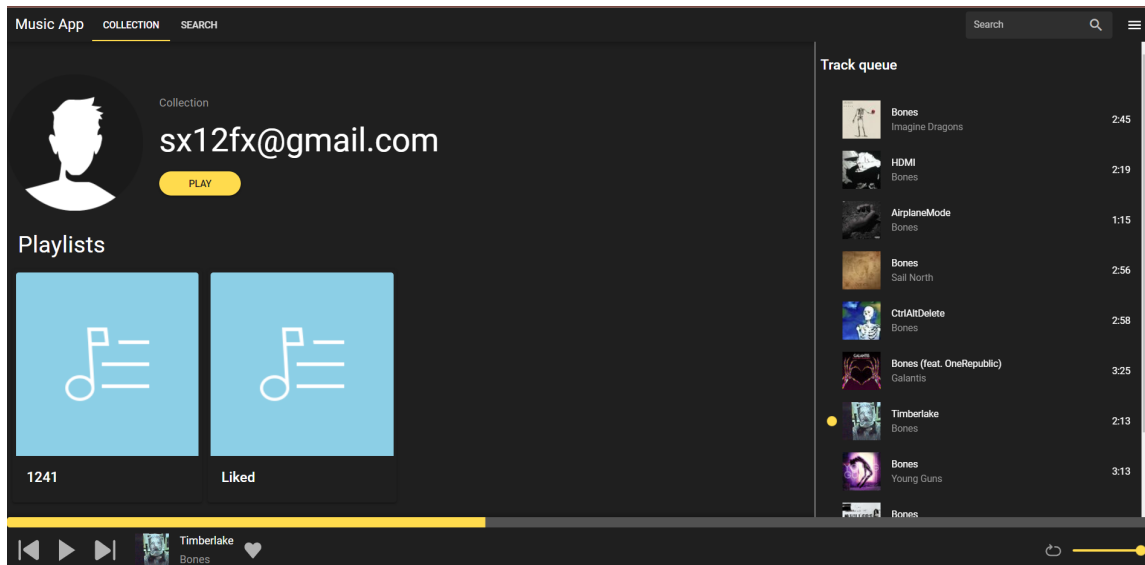 Music App COLLECTION SEARCH Search
Collection
sx12fx@gmail.com
PLAY
Playlists
1241
Liked
Track queue
Bones
Imagine Dragons
2:45
HDMI
Bones
2:19
AirplaneMode
Bones
1:15
Bones
Sail North
2:56
CtrlAltDelete
Bones
2:58
Bones (feat. OneRepublic)
Galantis
3:25
Timberlake
Bones
2:13
Bones
Young Guns
3:13
Bones
Timberlake
Bones